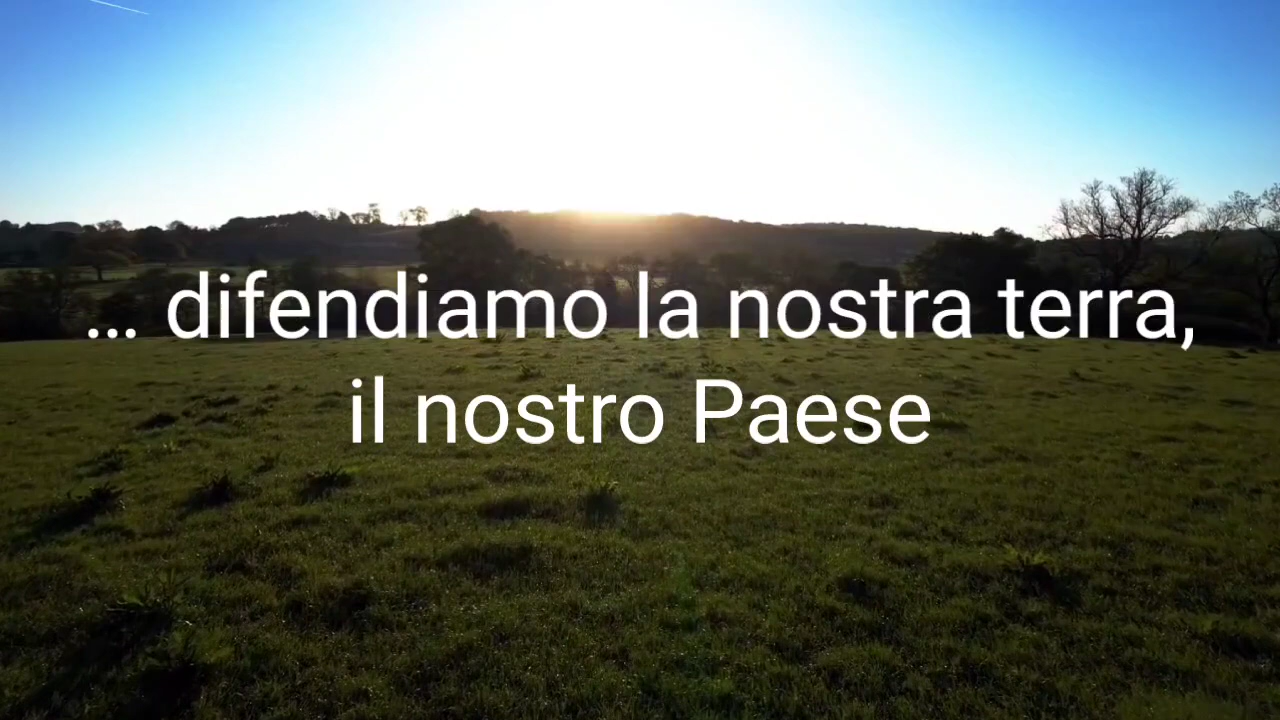 ... difendiamo la nostra terra,
il nostro Paese